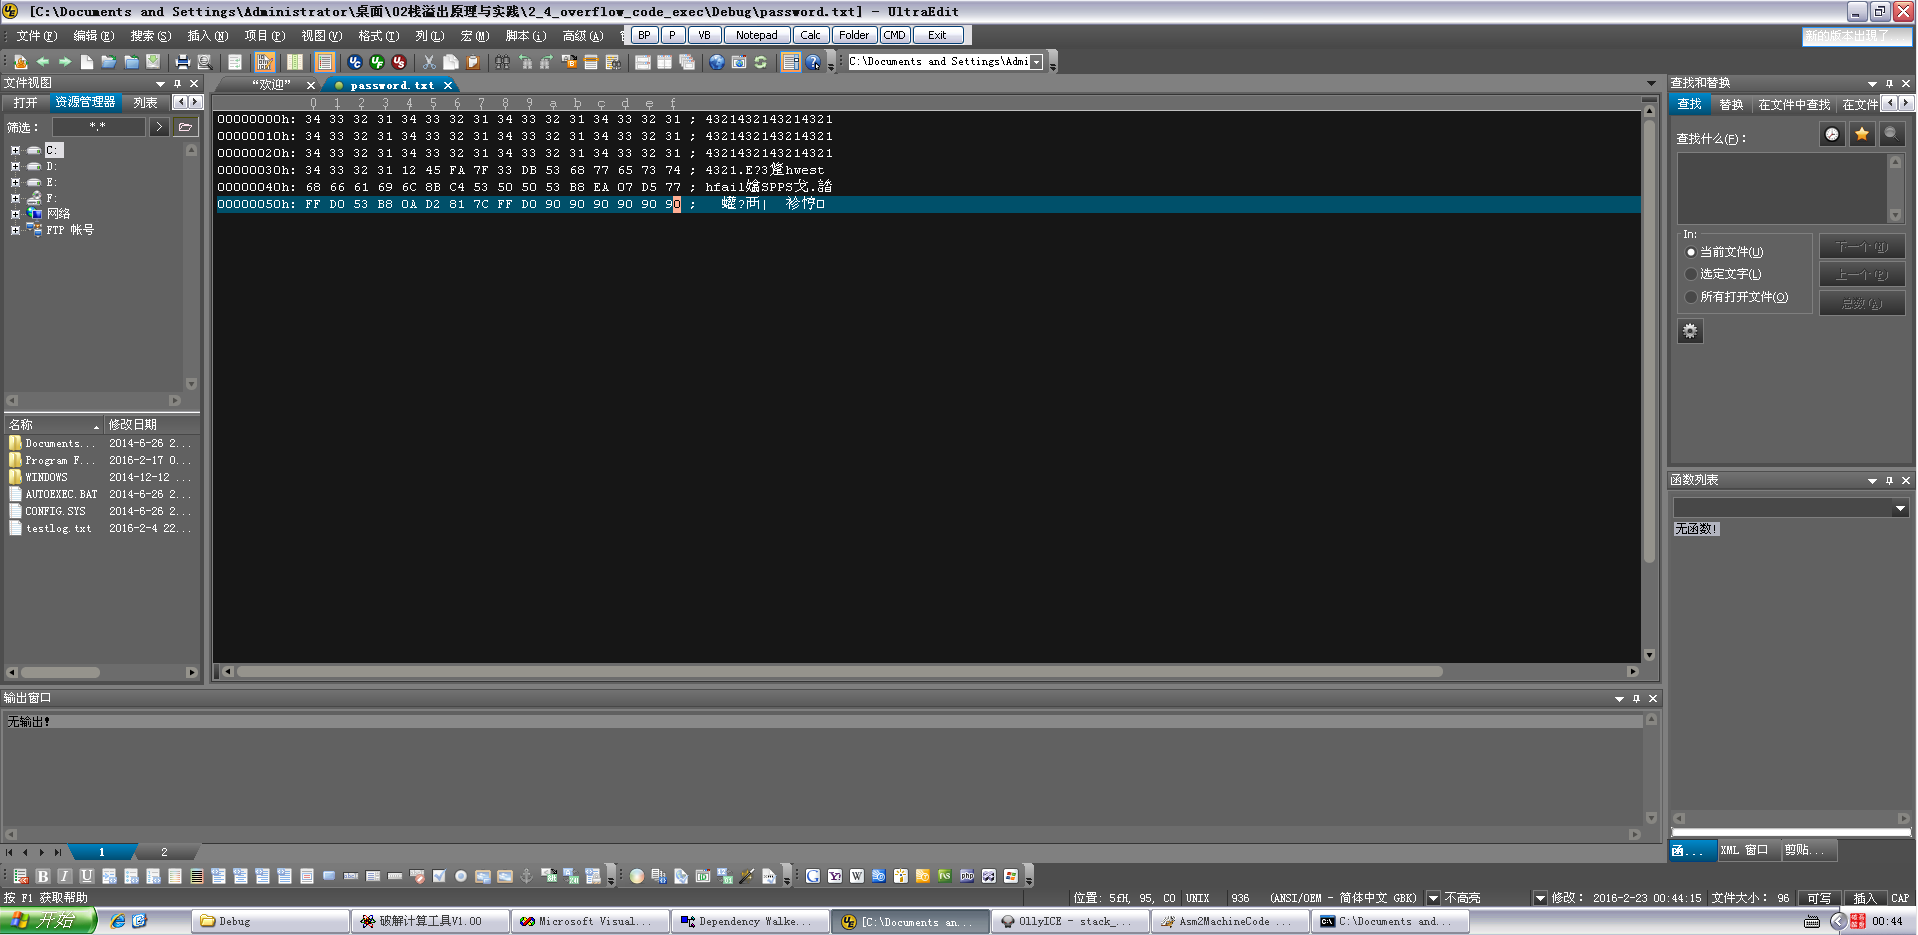 [C:\Documents and Settings\Administrator\桌面\02栈溢出原理与实践\2_4_overflow_code_exec\Debug\password.txt] - UltraEdit
文件(F) 编辑(E) 搜索(S) 插入(N) 项目(P) 视图(V) 格式(T) 列(L) 宏(M) 脚本(i) 高级(A)
BP P VB Notepad Calc Folder CMD Exit
新的版本出現了...
C:\Documents and Settings\Admi
文件视图
打开 资源管理器 列表
筛选： *.*
C:
D:
E:
F:
网络
FTP 帐号
名称 修改日期
Documents... 2014-6-26 2...
Program F... 2016-2-17 0...
WINDOWS 2014-12-12 ...
AUTOEXEC.BAT 2014-6-26 2...
CONFIG.SYS 2014-6-26 2...
testlog.txt 2016-2-4 22...
“欢迎” password.txt
0 1 2 3 4 5 6 7 8 9 a b c d e f
00000000h: 34 33 32 31 34 33 32 31 34 33 32 31 34 33 32 31 ; 4321432143214321
00000010h: 34 33 32 31 34 33 32 31 34 33 32 31 34 33 32 31 ; 4321432143214321
00000020h: 34 33 32 31 34 33 32 31 34 33 32 31 34 33 32 31 ; 4321432143214321
00000030h: 34 33 32 31 12 45 FA 7F 33 DB 53 68 77 65 73 74 ; 4321.E?3跫hwest
00000040h: 68 66 61 69 6C 8B C4 53 50 50 53 B8 EA 07 D5 77 ; hfail嬆SPPS戈.誻
00000050h: FF D0 53 B8 0A D2 81 7C FF D0 90 90 90 90 90 90 ;
查找和替换
查找 替换 在文件中查找 在文件
查找什么(F)：
In:
当前文件(U)
选定文字(L)
所有打开文件(O)
下一个(N)
上一个(P)
总数(A)
函数列表
无函数!
函... XML 窗口 剪贴...
输出窗口
无输出!
1 2
按 F1 获取帮助
位置: 5fH, 95, C0 UNIX 936 (ANSI/OEM - 简体中文 GBK) 不高亮 修改: 2016-2-23 00:44:15 文件大小: 96 可写 插入 CAP
开始 Debug 破解计算工具V1.00 Microsoft Visual... Dependency Walke... [C:\Documents an... OllyICE - stack_... Asm2MachineCode ... C:\Documents and... 00:44